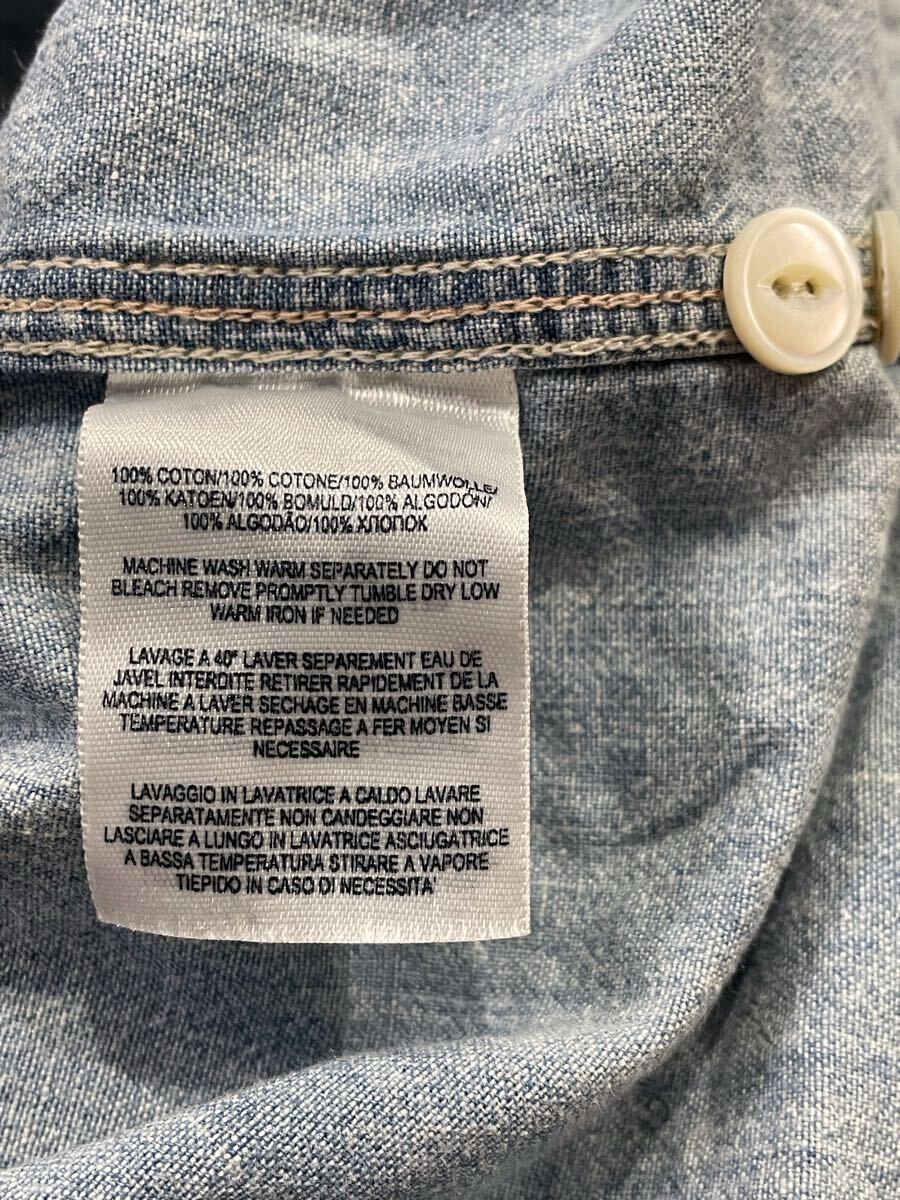 100% COTON/100% COTONE/100% BAUMWOLLE/
100% KATOEN/100% BOMULD/100% ALGODÓN/
100% ALGODÃO/100% ХЛОПОК
MACHINE WASH WARM SEPARATELY DO NOT
BLEACH REMOVE PROMPTLY TUMBLE DRY LOW
WARM IRON IF NEEDED
LAVAGE A 40° LAVER SEPAREMENT EAU DE
JAVEL INTERDITE RETIRER RAPIDEMENT DE LA
MACHINE A LAVER SECHAGE EN MACHINE BASSE
TEMPERATURE REPASSAGE A FER MOYEN SI
NECESSAIRE
LAVAGGIO IN LAVATRICE A CALDO LAVARE
SEPARATAMENTE NON CANDEGGIARE NON
LASCIARE A LUNGO IN LAVATRICE ASCIUGATRICE
A BASSA TEMPERATURA STIRARE A VAPORE
TIEPIDO IN CASO DI NECESSITA'